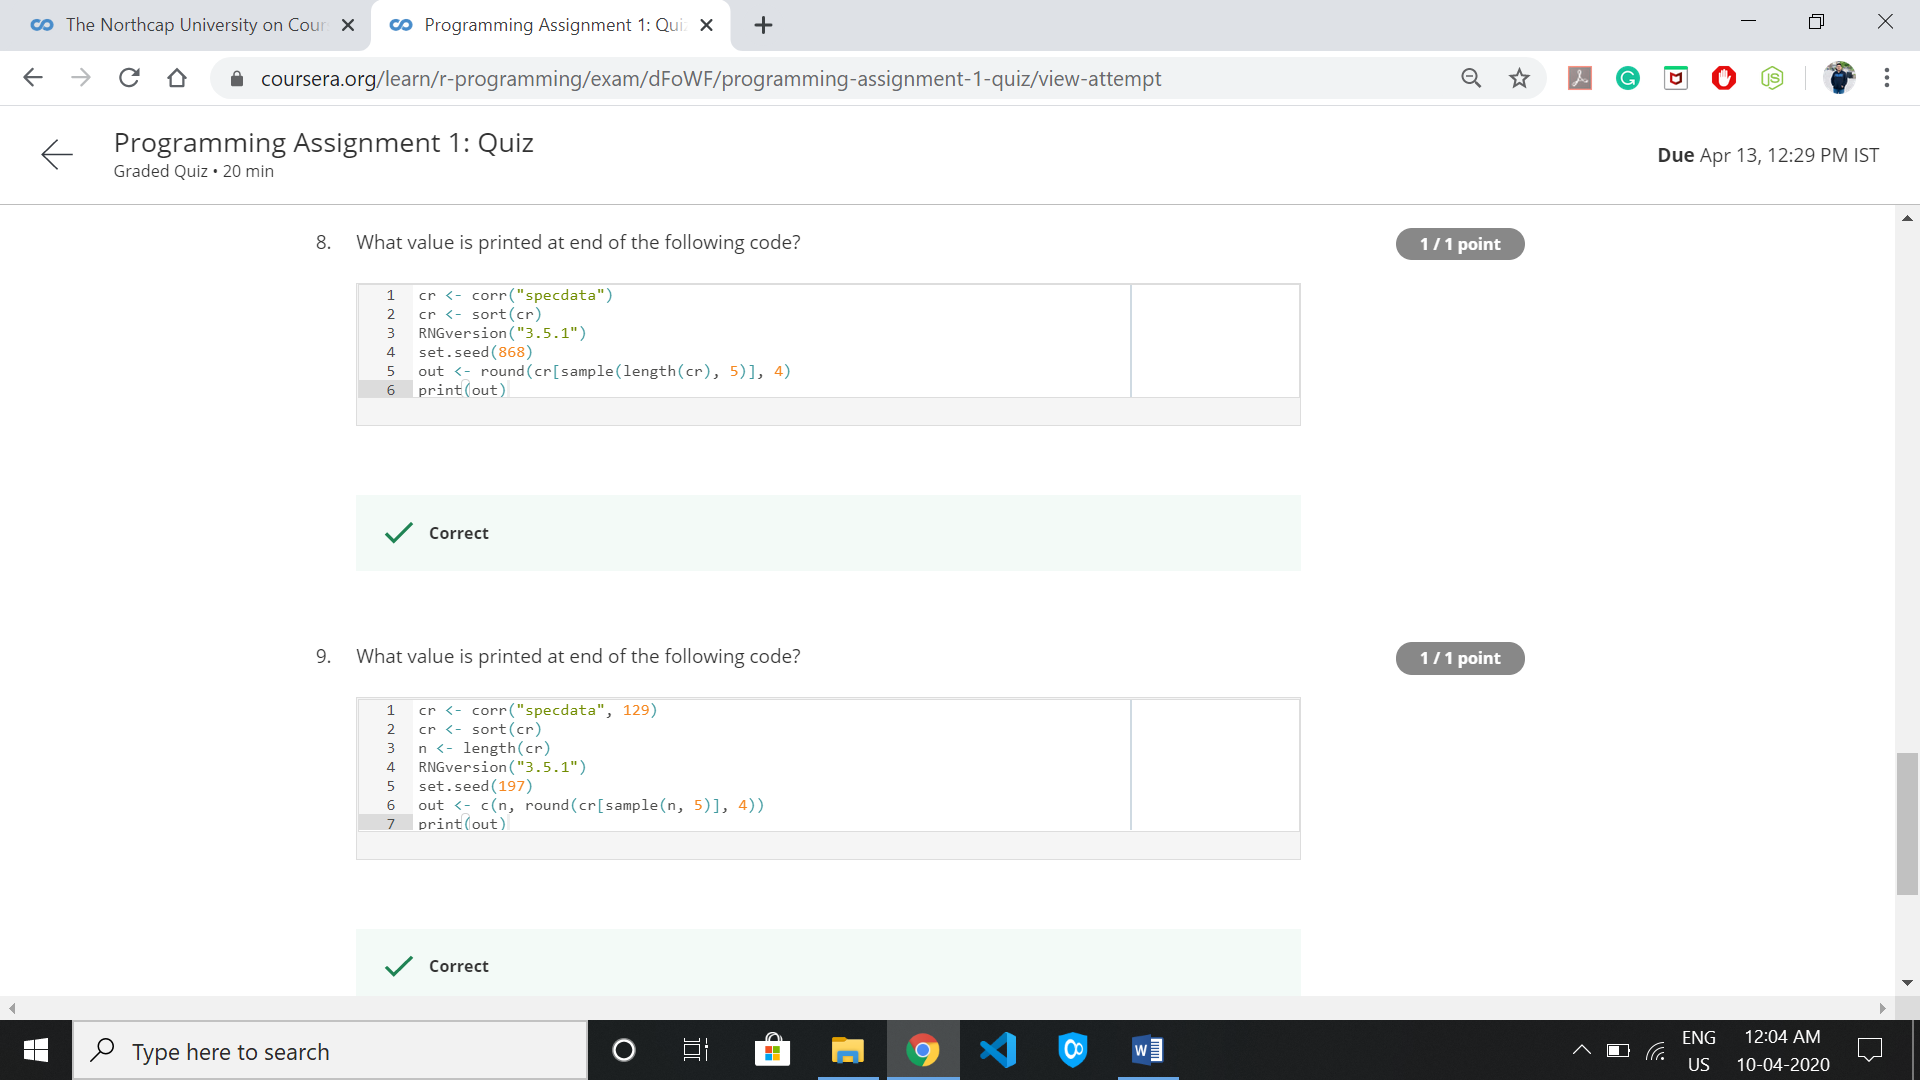 The Northcap University on Cour
Programming Assignment 1: Qui
coursera.org/learn/r-programming/exam/dFoWF/programming-assignment-1-quiz/view-attempt
Programming Assignment 1: Quiz
Graded Quiz • 20 min
Due Apr 13, 12:29 PM IST
8. What value is printed at end of the following code?
1 / 1 point
1 cr <- corr("specdata")
2 cr <- sort(cr)
3 RNGversion("3.5.1")
4 set.seed(868)
5 out <- round(cr[sample(length(cr), 5)], 4)
6 print(out)
Correct
9. What value is printed at end of the following code?
1 / 1 point
1 cr <- corr("specdata", 129)
2 cr <- sort(cr)
3 n <- length(cr)
4 RNGversion("3.5.1")
5 set.seed(197)
6 out <- c(n, round(cr[sample(n, 5)], 4))
7 print(out)
Correct
Type here to search
ENG
US
12:04 AM
10-04-2020